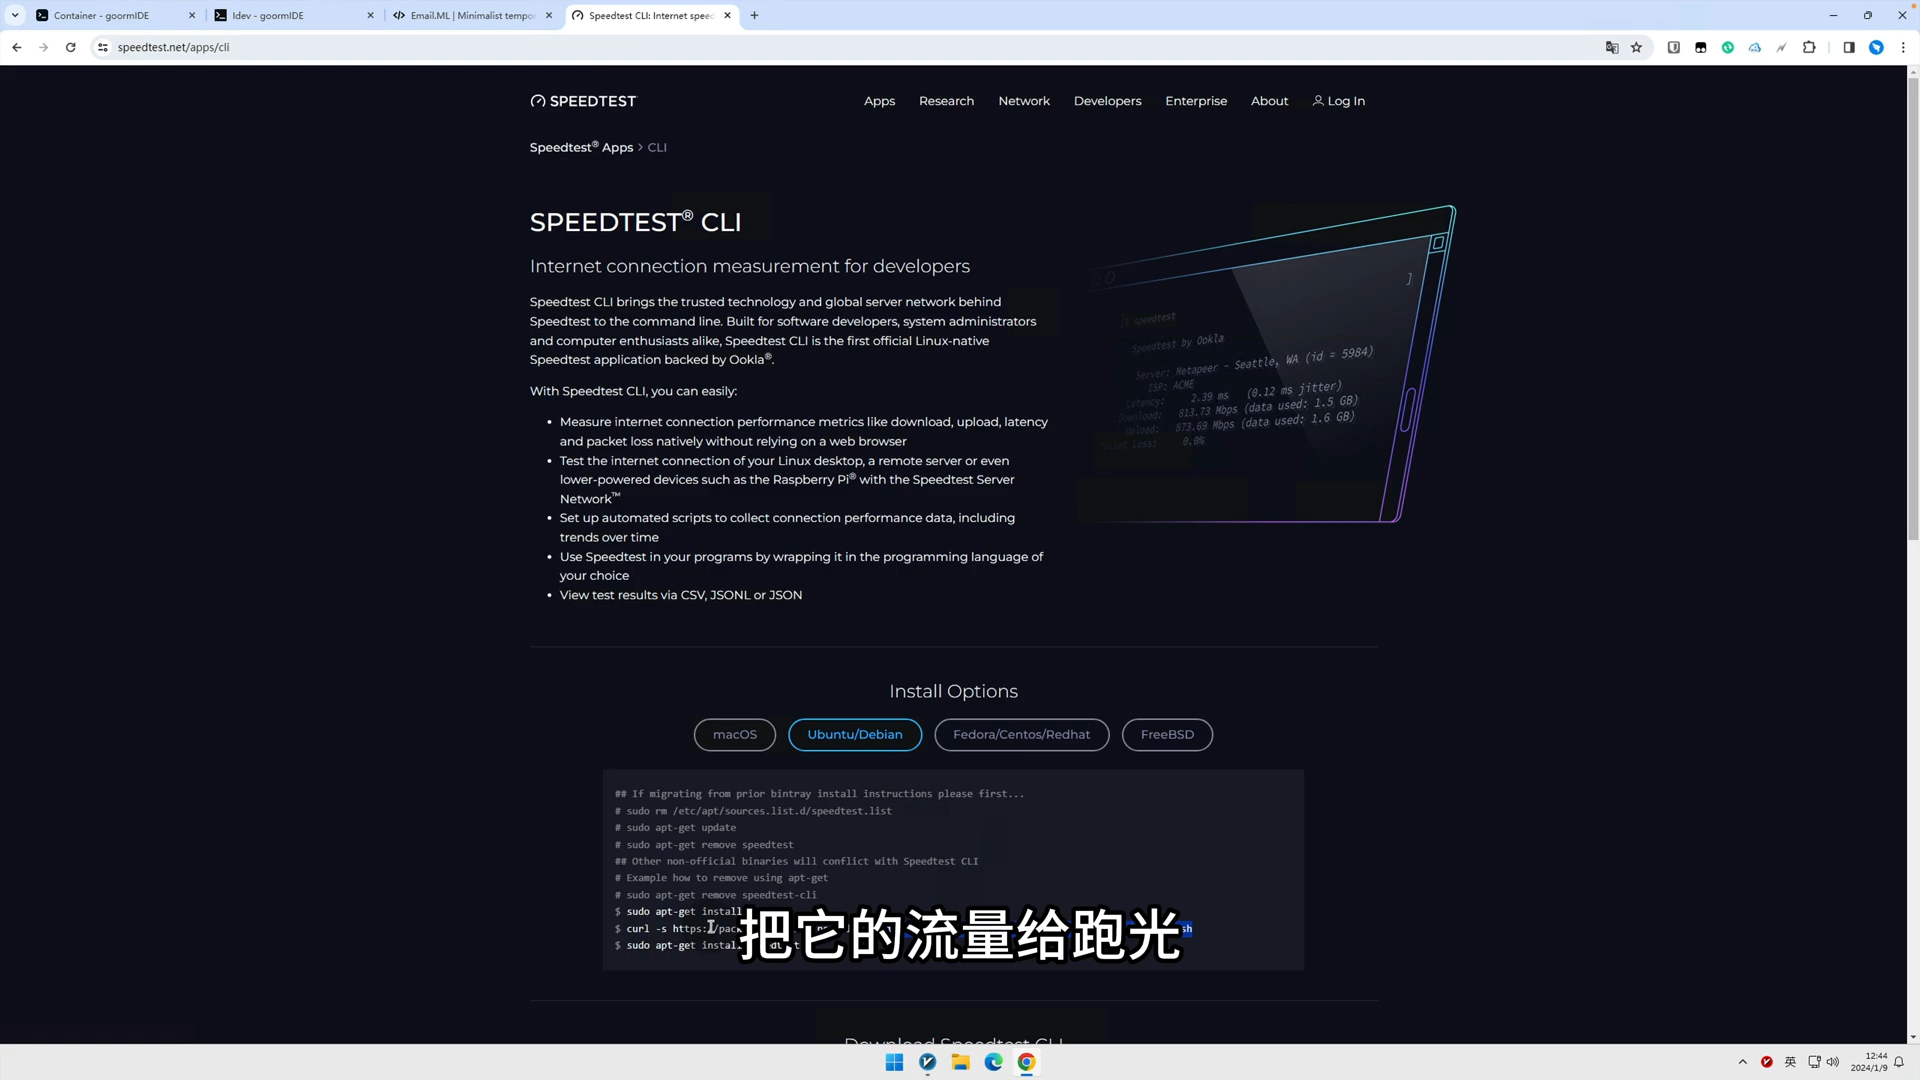 Container - goormIDE
Idev - goormIDE
Email.ML | Minimalist tempo
Speedtest CLI: Internet speed
speedtest.net/apps/cli
SPEEDTEST
Apps
Research
Network
Developers
Enterprise
About
Log In
Speedtest® Apps > CLI
SPEEDTEST® CLI
Internet connection measurement for developers
Speedtest CLI brings the trusted technology and global server network behind
Speedtest to the command line. Built for software developers, system administrators
and computer enthusiasts alike, Speedtest CLI is the first official Linux-native
Speedtest application backed by Ookla®.
With Speedtest CLI, you can easily:
• Measure internet connection performance metrics like download, upload, latency
and packet loss natively without relying on a web browser
• Test the internet connection of your Linux desktop, a remote server or even
lower-powered devices such as the Raspberry Pi® with the Speedtest Server
Network™
• Set up automated scripts to collect connection performance data, including
trends over time
• Use Speedtest in your programs by wrapping it in the programming language of
your choice
• View test results via CSV, JSONL or JSON
speedtest
Speedtest by Ookla
Server: Metapeer - Seattle, WA (id = 5984)
ISP: ACME
Latency: 2.39 ms (0.12 ms jitter)
Download: 813.73 Mbps (data used: 1.5 GB)
Upload: 873.69 Mbps (data used: 1.6 GB)
Packet Loss: 0.0%
Install Options
macOS
Ubuntu/Debian
Fedora/Centos/Redhat
FreeBSD
## If migrating from prior bintray install instructions please first...
# sudo rm /etc/apt/sources.list.d/speedtest.list
# sudo apt-get update
# sudo apt-get remove speedtest
## Other non-official binaries will conflict with Speedtest CLI
# Example how to remove using apt-get
# sudo apt-get remove speedtest-cli
$ sudo apt-get install
$ curl -s https:/pac
$ sudo apt-get install
把它的流量给跑光
Download Speedtest CLI
英
12:44
2024/1/9